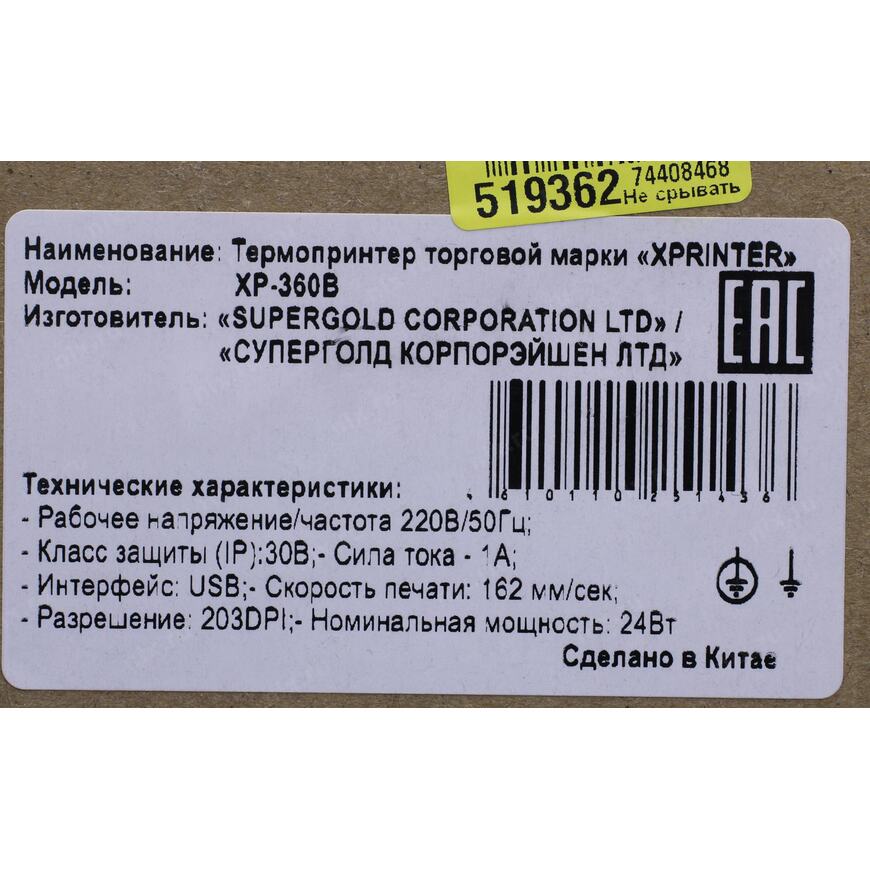 519362 74408468
Не срывать
Наименование: Термопринтер торговой марки «XPRINTER»
Модель: XP-360B
Изготовитель: «SUPERGOLD CORPORATION LTD» /
«СУПЕРГОЛД КОРПОРЭЙШЕН ЛТД»
EAC
Технические характеристики:
- Рабочее напряжение/частота 220В/50Гц;
- Класс защиты (IP):30В;- Сила тока - 1А;
- Интерфейс: USB;- Скорость печати: 162 мм/сек;
- Разрешение: 203DPI;- Номинальная мощность: 24Вт
Сделано в Китае